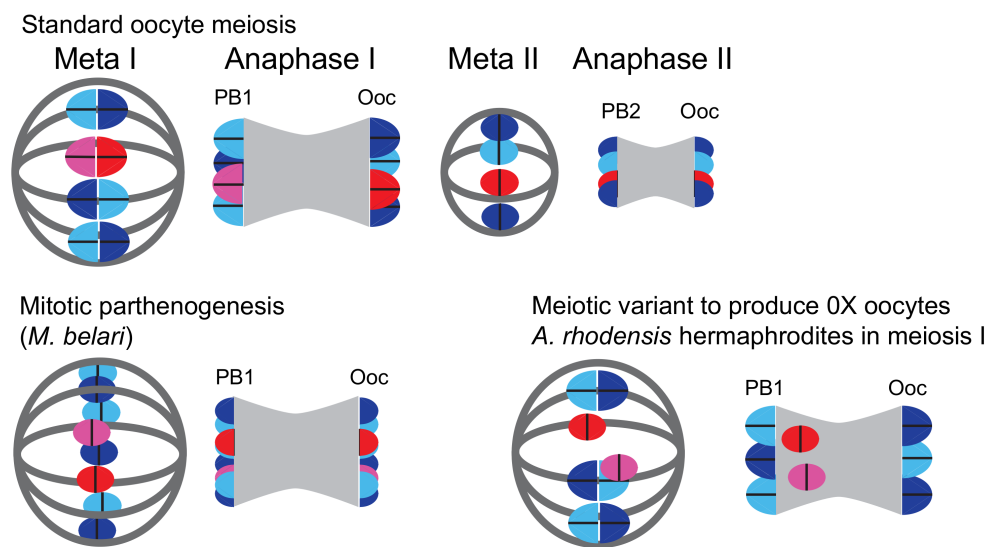 Standard oocyte meiosis
Meta I
Anaphase I
Meta II
Anaphase II
PB1
Ooc
PB2
Ooc
Mitotic parthenogenesis
(M. belari)
PB1
Ooc
Meiotic variant to produce 0X oocytes
A. rhodensis hermaphrodites in meiosis I
PB1
Ooc